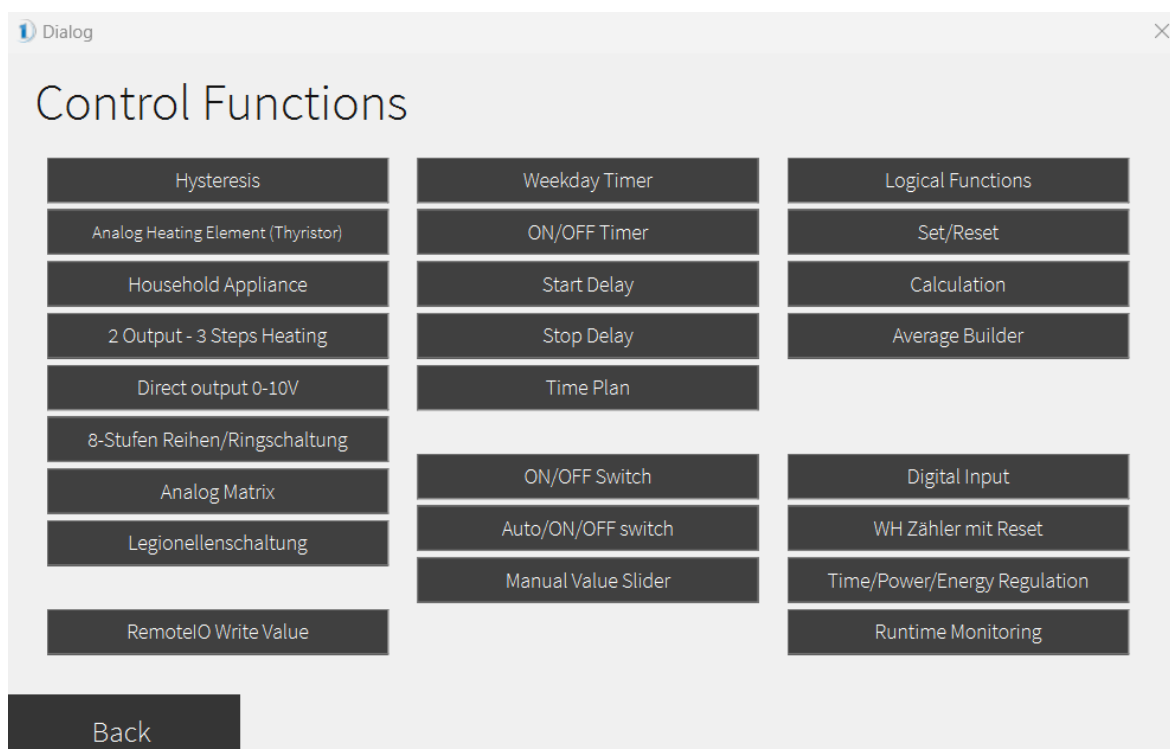 Dialog
Control Functions
Hysteresis
Analog Heating Element (Thyristor)
Household Appliance
2 Output - 3 Steps Heating
Direct output 0-10V
8-Stufen Reihen/Ringschaltung
Analog Matrix
Legionellenschaltung
RemoteIO Write Value
Weekday Timer
ON/OFF Timer
Start Delay
Stop Delay
Time Plan
ON/OFF Switch
Auto/ON/OFF switch
Manual Value Slider
Logical Functions
Set/Reset
Calculation
Average Builder
Digital Input
WH Zähler mit Reset
Time/Power/Energy Regulation
Runtime Monitoring
Back